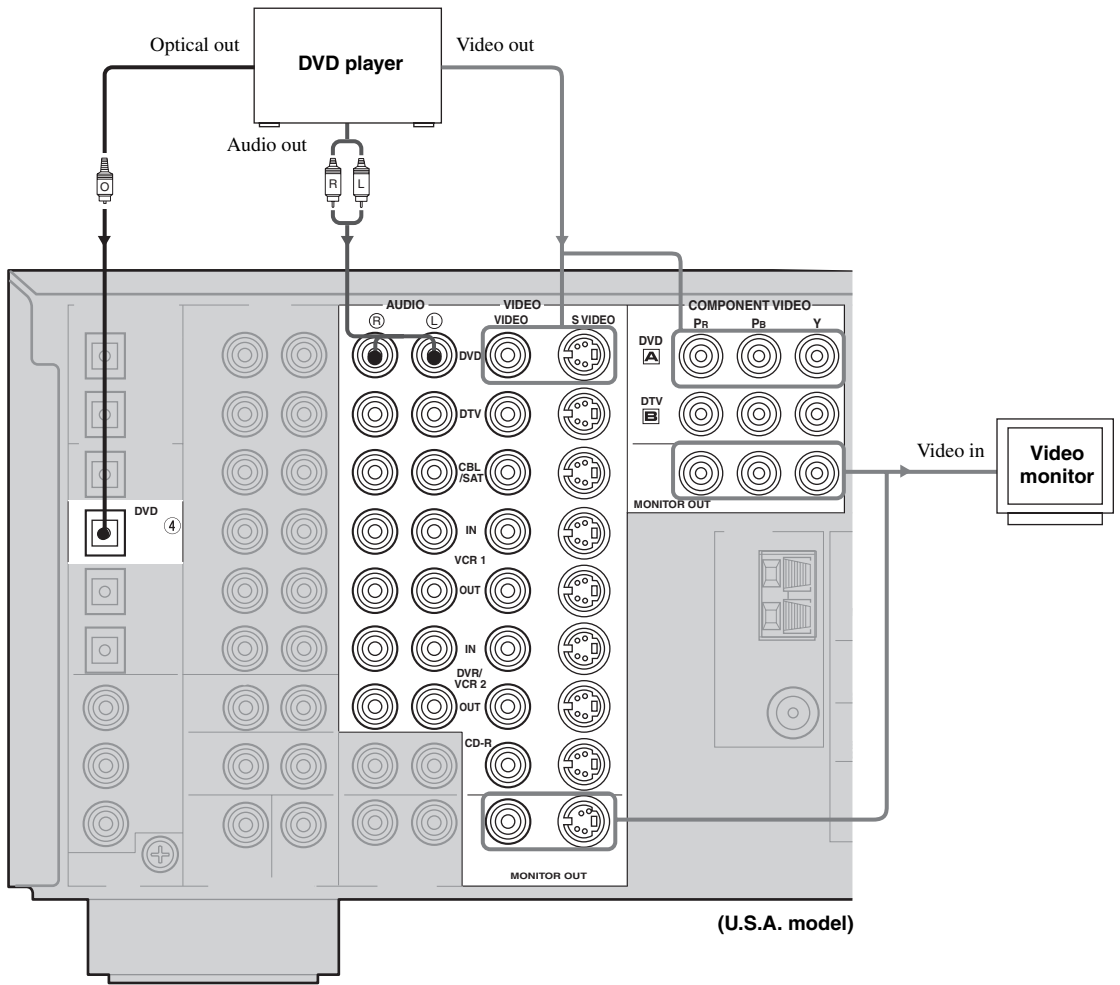 Optical out
DVD player
Video out
Audio out
O
R L
AUDIO
VIDEO
COMPONENT VIDEO
R L
VIDEO S VIDEO
PR PB Y
DVD
DVD
A
DTV
DTV
B
CBL
/SAT
MONITOR OUT
Video in
Video
monitor
DVD ④
IN
VCR 1
OUT
IN
DVR/
VCR 2
OUT
CD-R
MONITOR OUT
(U.S.A. model)